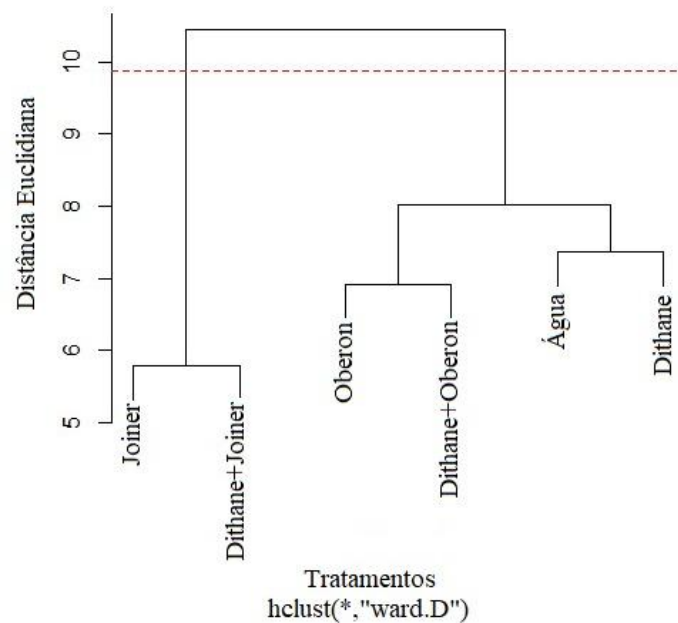 Distância Euclidiana
10
9
8
7
6
5
Joiner
Dithane+Joiner
Oberon
Dithane+Oberon
Água
Dithane
Tratamentos
hclust(*,"ward.D")